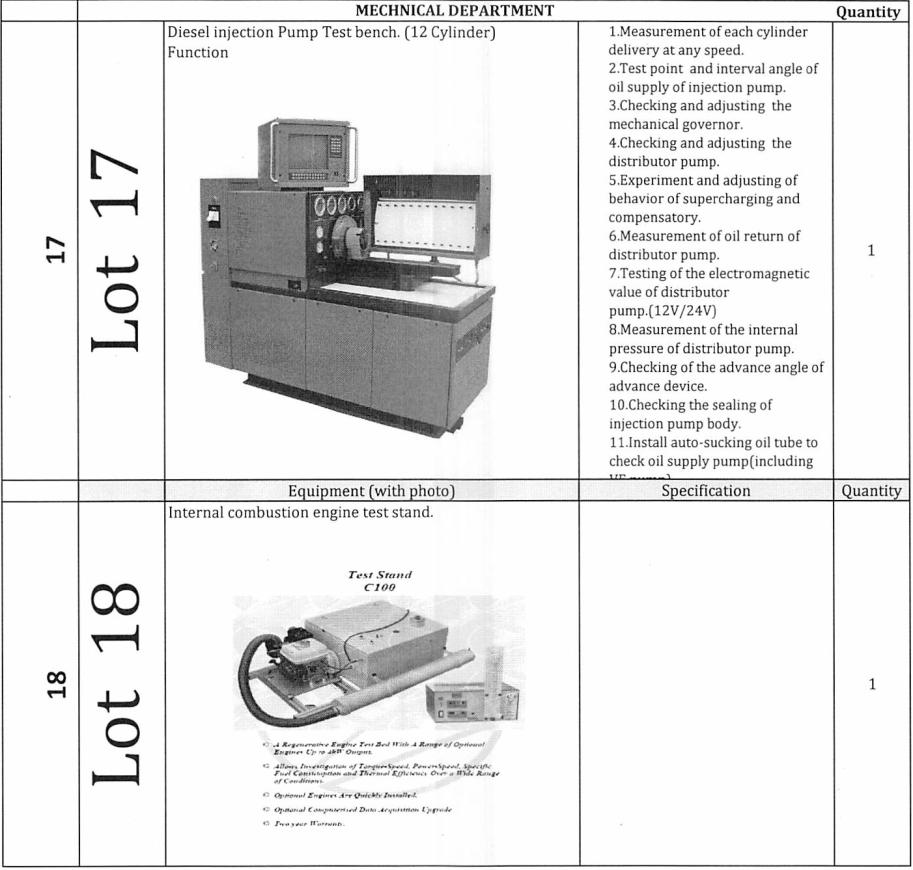 MECHNICAL DEPARTMENT
Quantity
17
Lot 17
Diesel injection Pump Test bench. (12 Cylinder)
Function
1.Measurement of each cylinder
delivery at any speed.
2.Test point and interval angle of
oil supply of injection pump.
3.Checking and adjusting the
mechanical governor.
4.Checking and adjusting the
distributor pump.
5.Experiment and adjusting of
behavior of supercharging and
compensatory.
6.Measurement of oil return of
distributor pump.
7.Testing of the electromagnetic
value of distributor
pump.(12V/24V)
8.Measurement of the internal
pressure of distributor pump.
9.Checking of the advance angle of
advance device.
10.Checking the sealing of
injection pump body.
11.Install auto-sucking oil tube to
check oil supply pump(including
1
Equipment (with photo)
Specification
Quantity
18
Lot 18
Internal combustion engine test stand.
Test Stand
C100
A Regenerative Engine Test Bed With A Range of Optional
Engines Up to 4kW Output.
Allows Investigation of Torque-Speed, Power-Speed, Specific
Fuel Consumption and Thermal Efficiency Over a Wide Range
of Conditions.
Optional Engines Are Quickly Installed.
Optional Computerised Data Acquisition Upgrade
Two year Warranty.
1